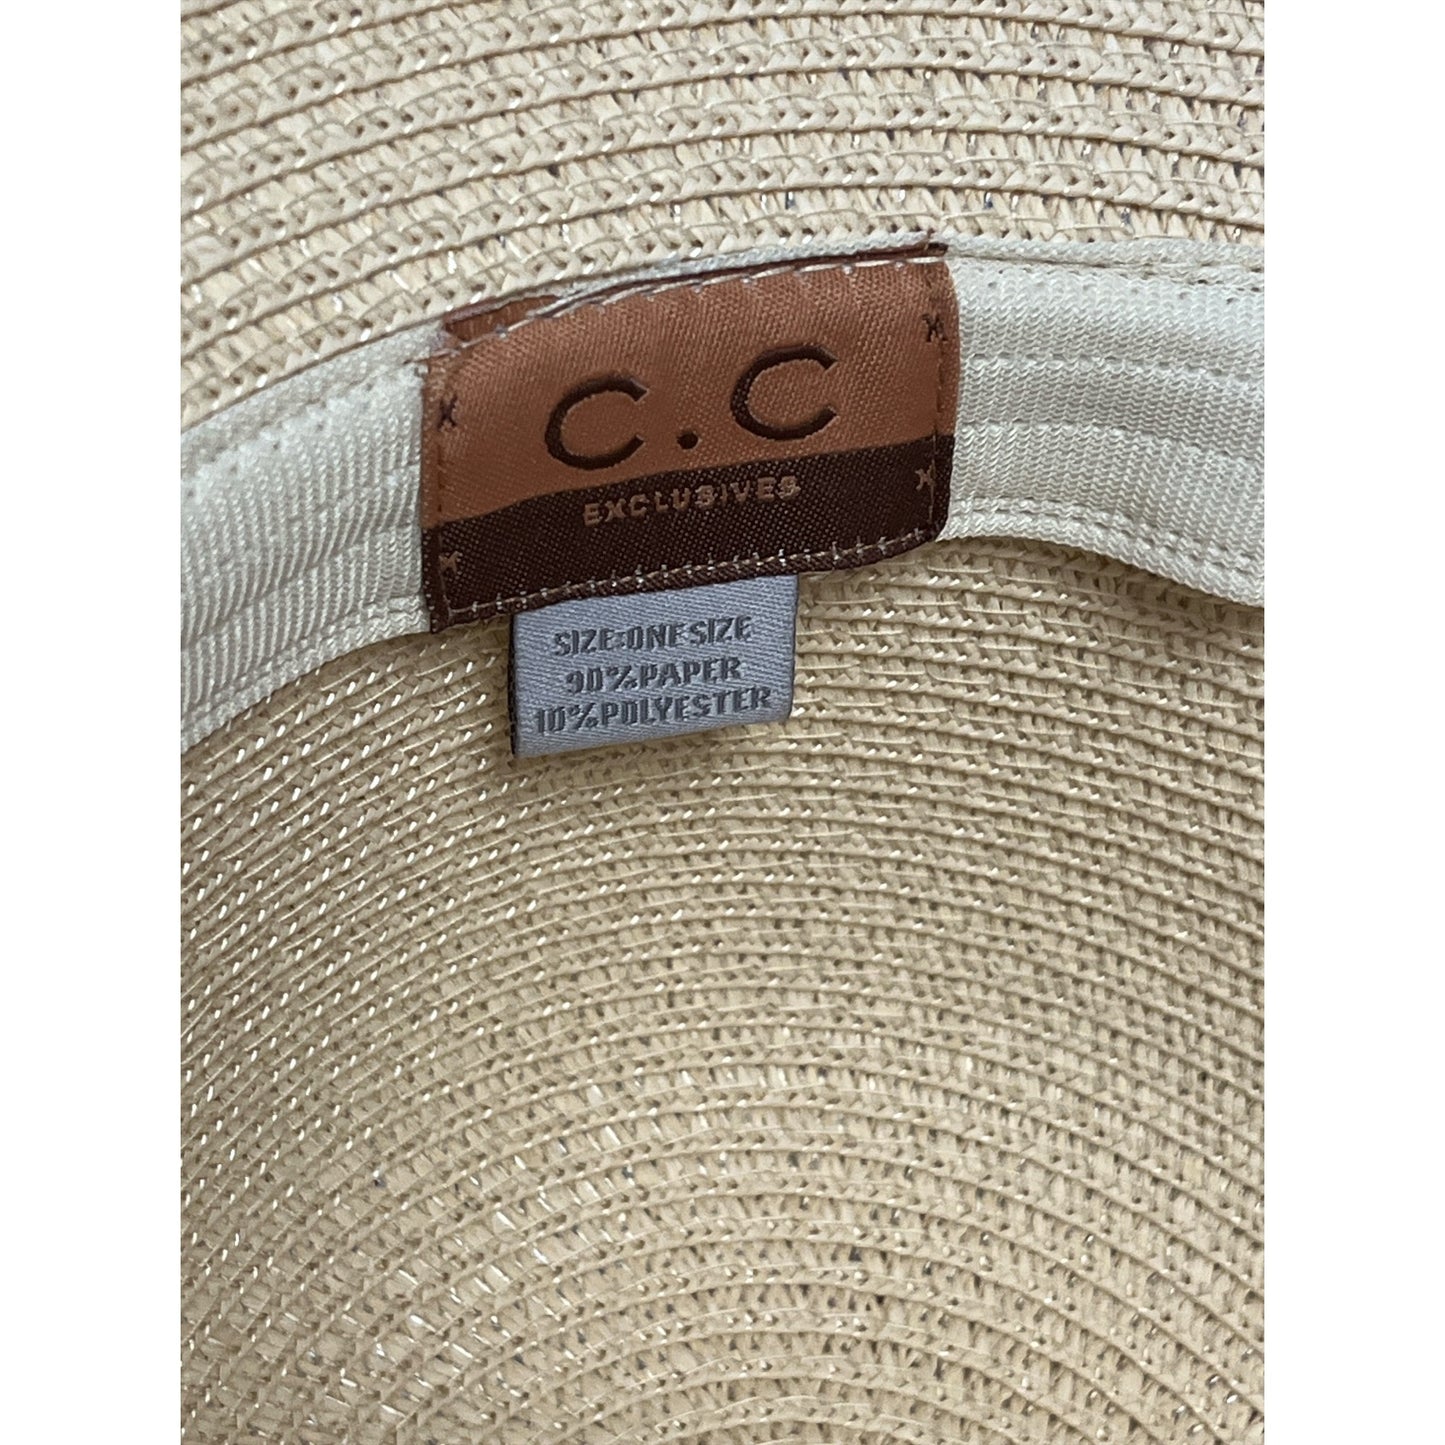 C.C
EXCLUSIVES
SIZE:ONE SIZE
90%PAPER
10%POLYESTER